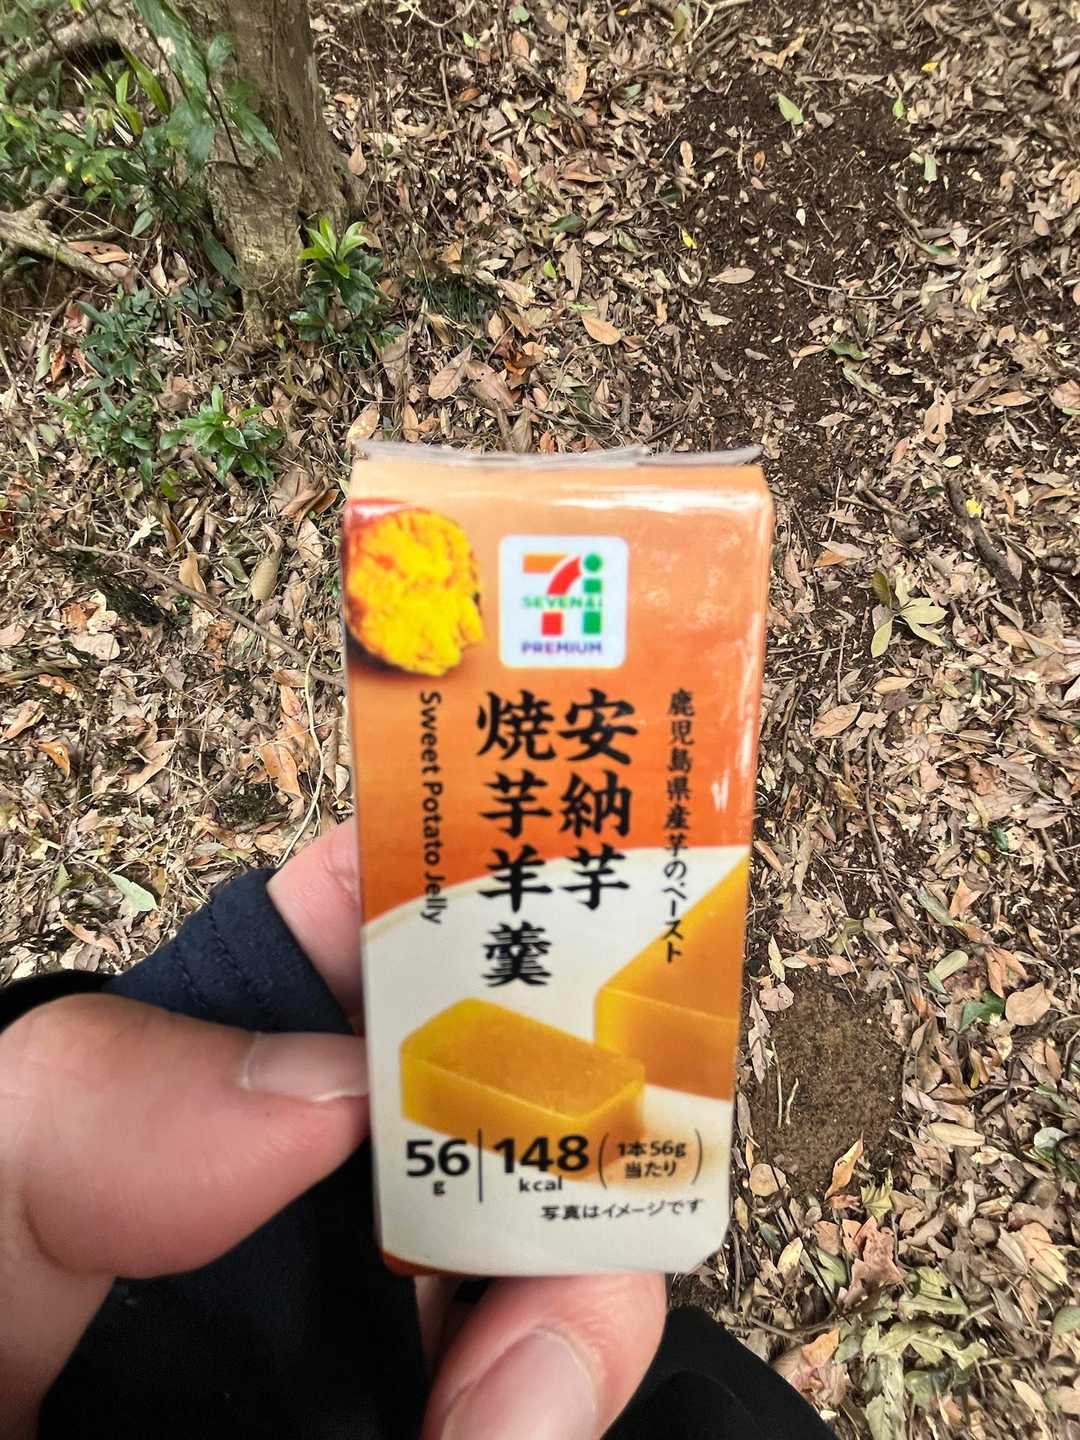 SEVEN&i
PREMIUM
鹿児島県産芋のペースト
安納芋
焼芋羊羹
Sweet Potato Jelly
56g
148kcal
(1本56g当たり)
写真はイメージです